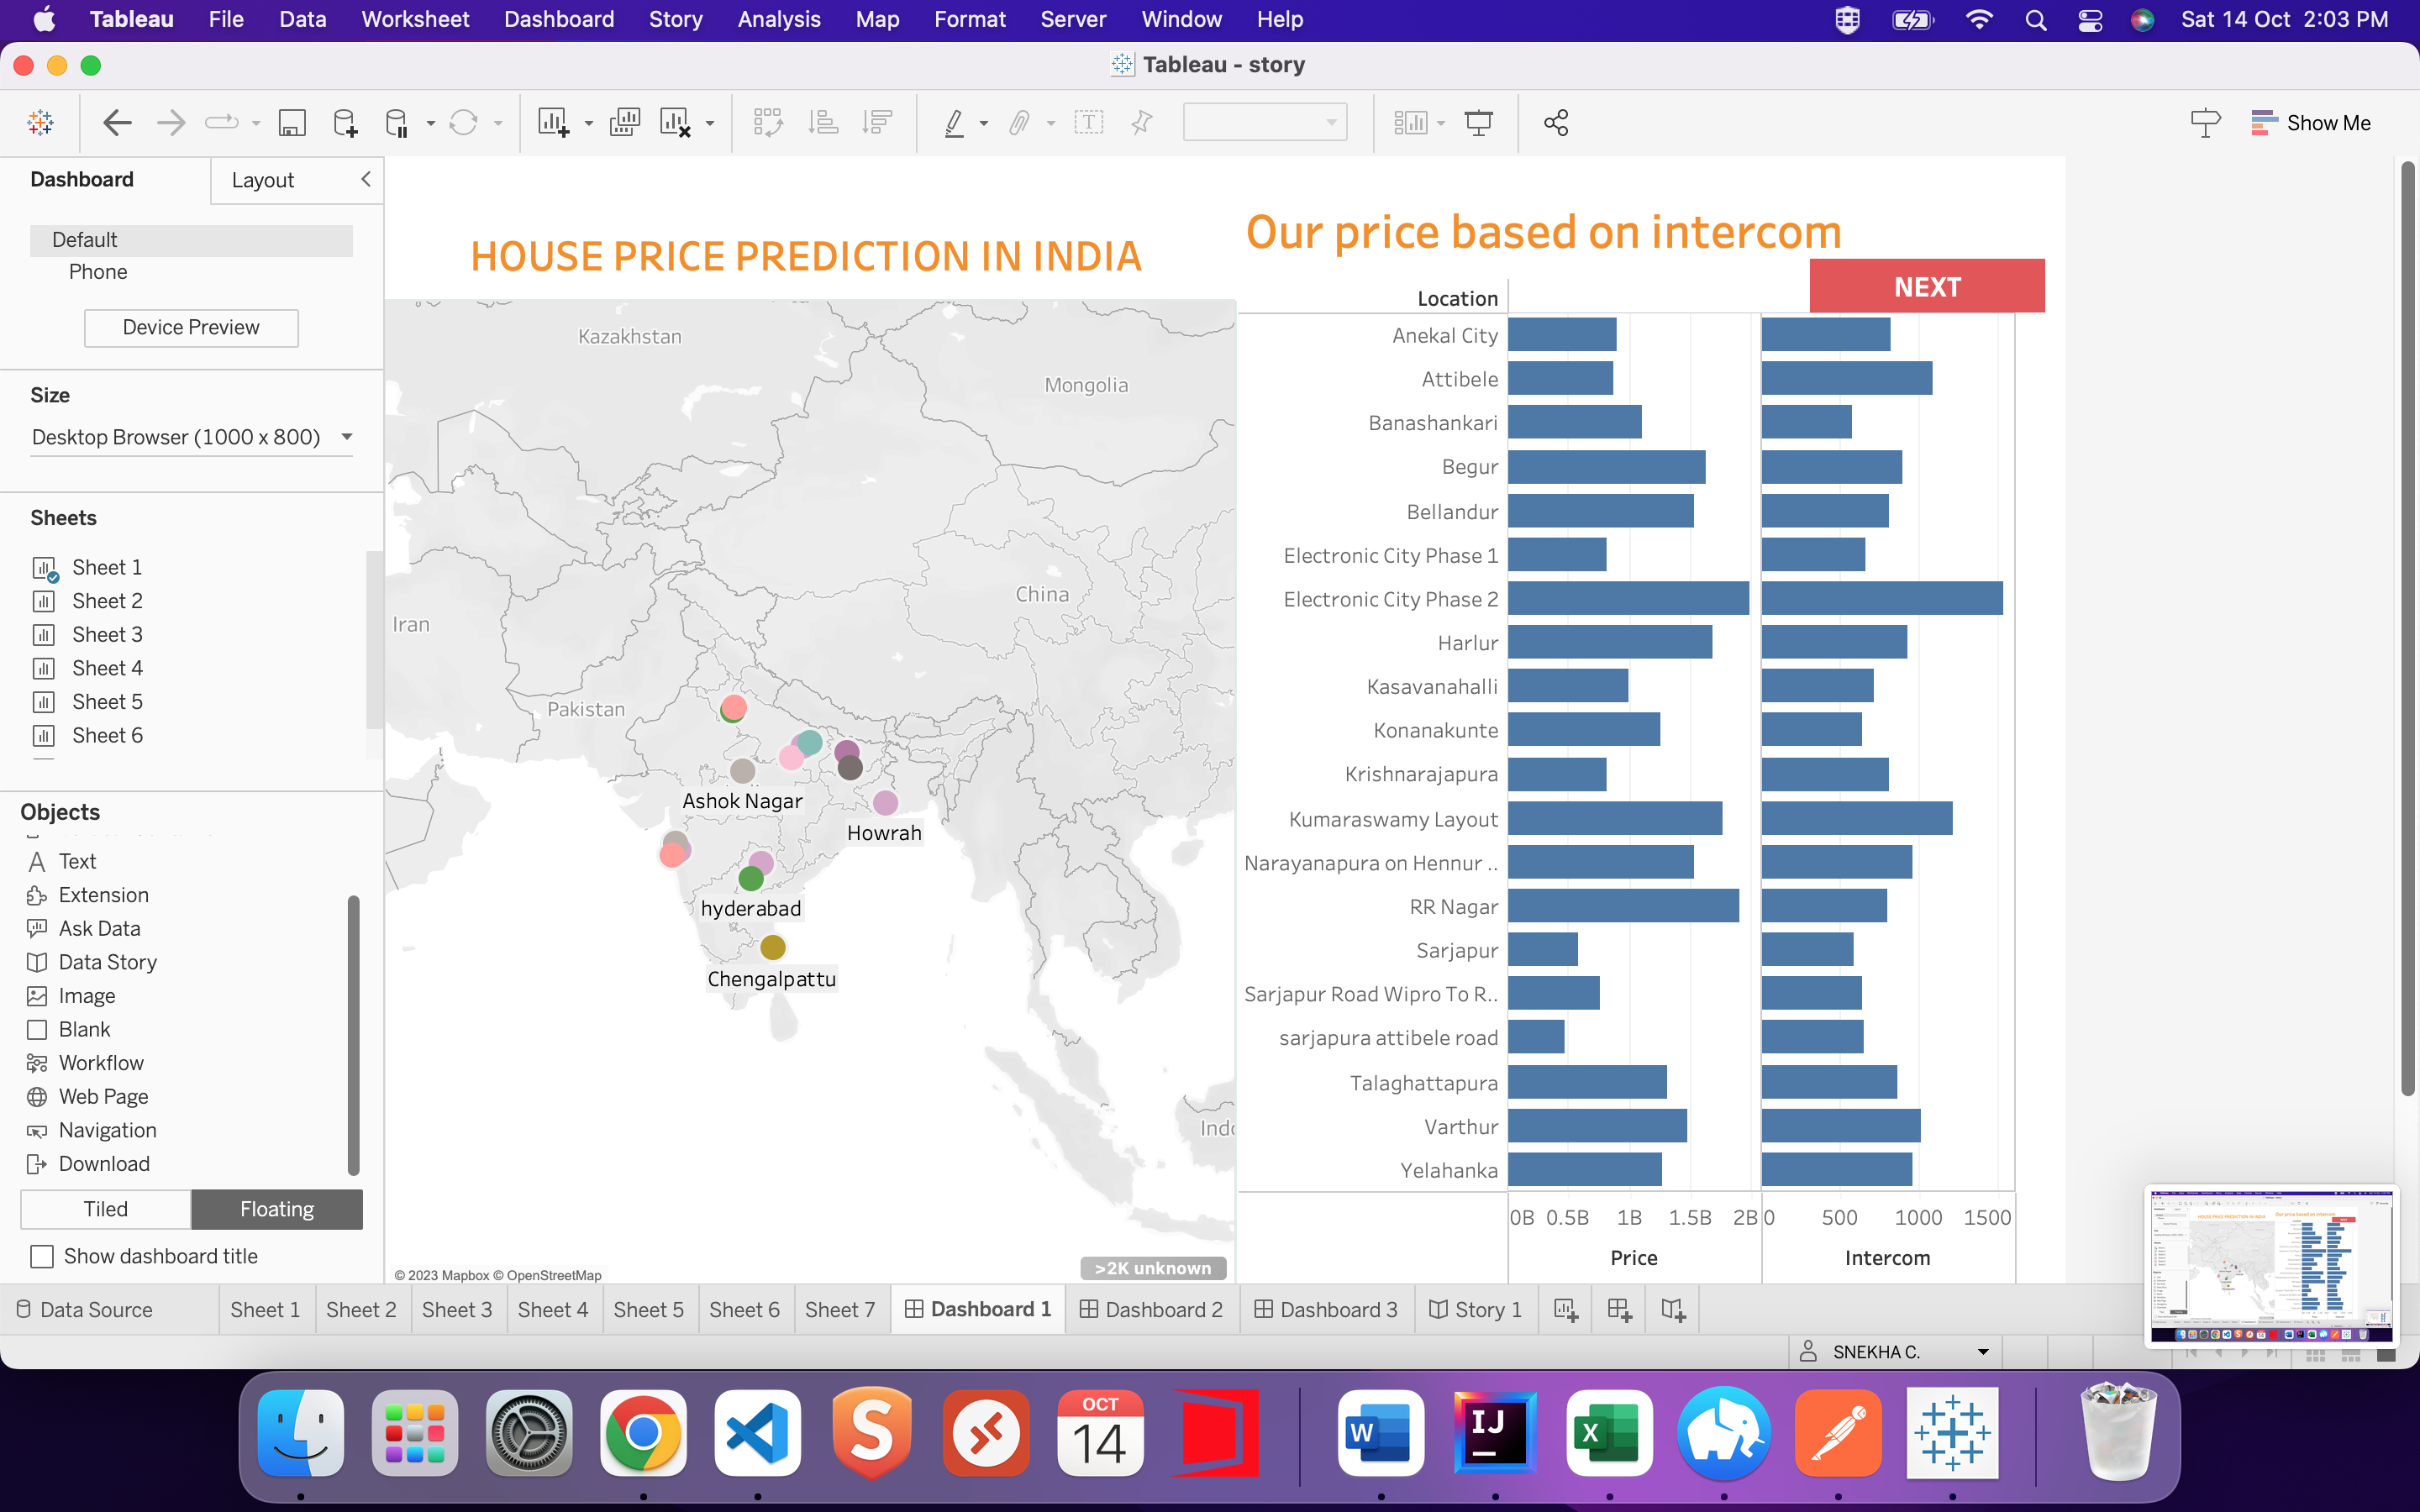 Tableau File Data Worksheet Dashboard Story Analysis Map Format Server Window Help Sat 14 Oct 2:03 PM
Tableau - story
Show Me
Dashboard Layout
Default
Phone
Device Preview
Size
Desktop Browser (1000 x 800)
Sheets
Sheet 1
Sheet 2
Sheet 3
Sheet 4
Sheet 5
Sheet 6
Objects
Text
Extension
Ask Data
Data Story
Image
Blank
Workflow
Web Page
Navigation
Download
Tiled Floating
Show dashboard title
HOUSE PRICE PREDICTION IN INDIA
Kazakhstan
Mongolia
China
Iran
Pakistan
Ashok Nagar
Howrah
hyderabad
Chengalpattu
Indo
© 2023 Mapbox © OpenStreetMap
>2K unknown
Our price based on intercom
NEXT
Location
Anekal City
Attibele
Banashankari
Begur
Bellandur
Electronic City Phase 1
Electronic City Phase 2
Harlur
Kasavanahalli
Konanakunte
Krishnarajapura
Kumaraswamy Layout
Narayanapura on Hennur ..
RR Nagar
Sarjapur
Sarjapur Road Wipro To R..
sarjapura attibele road
Talaghattapura
Varthur
Yelahanka
0B 0.5B 1B 1.5B 2B 0 500 1000 1500
Price Intercom
Data Source Sheet 1 Sheet 2 Sheet 3 Sheet 4 Sheet 5 Sheet 6 Sheet 7 Dashboard 1 Dashboard 2 Dashboard 3 Story 1
SNEKHA C.
OCT
14
S
W
IJ
X